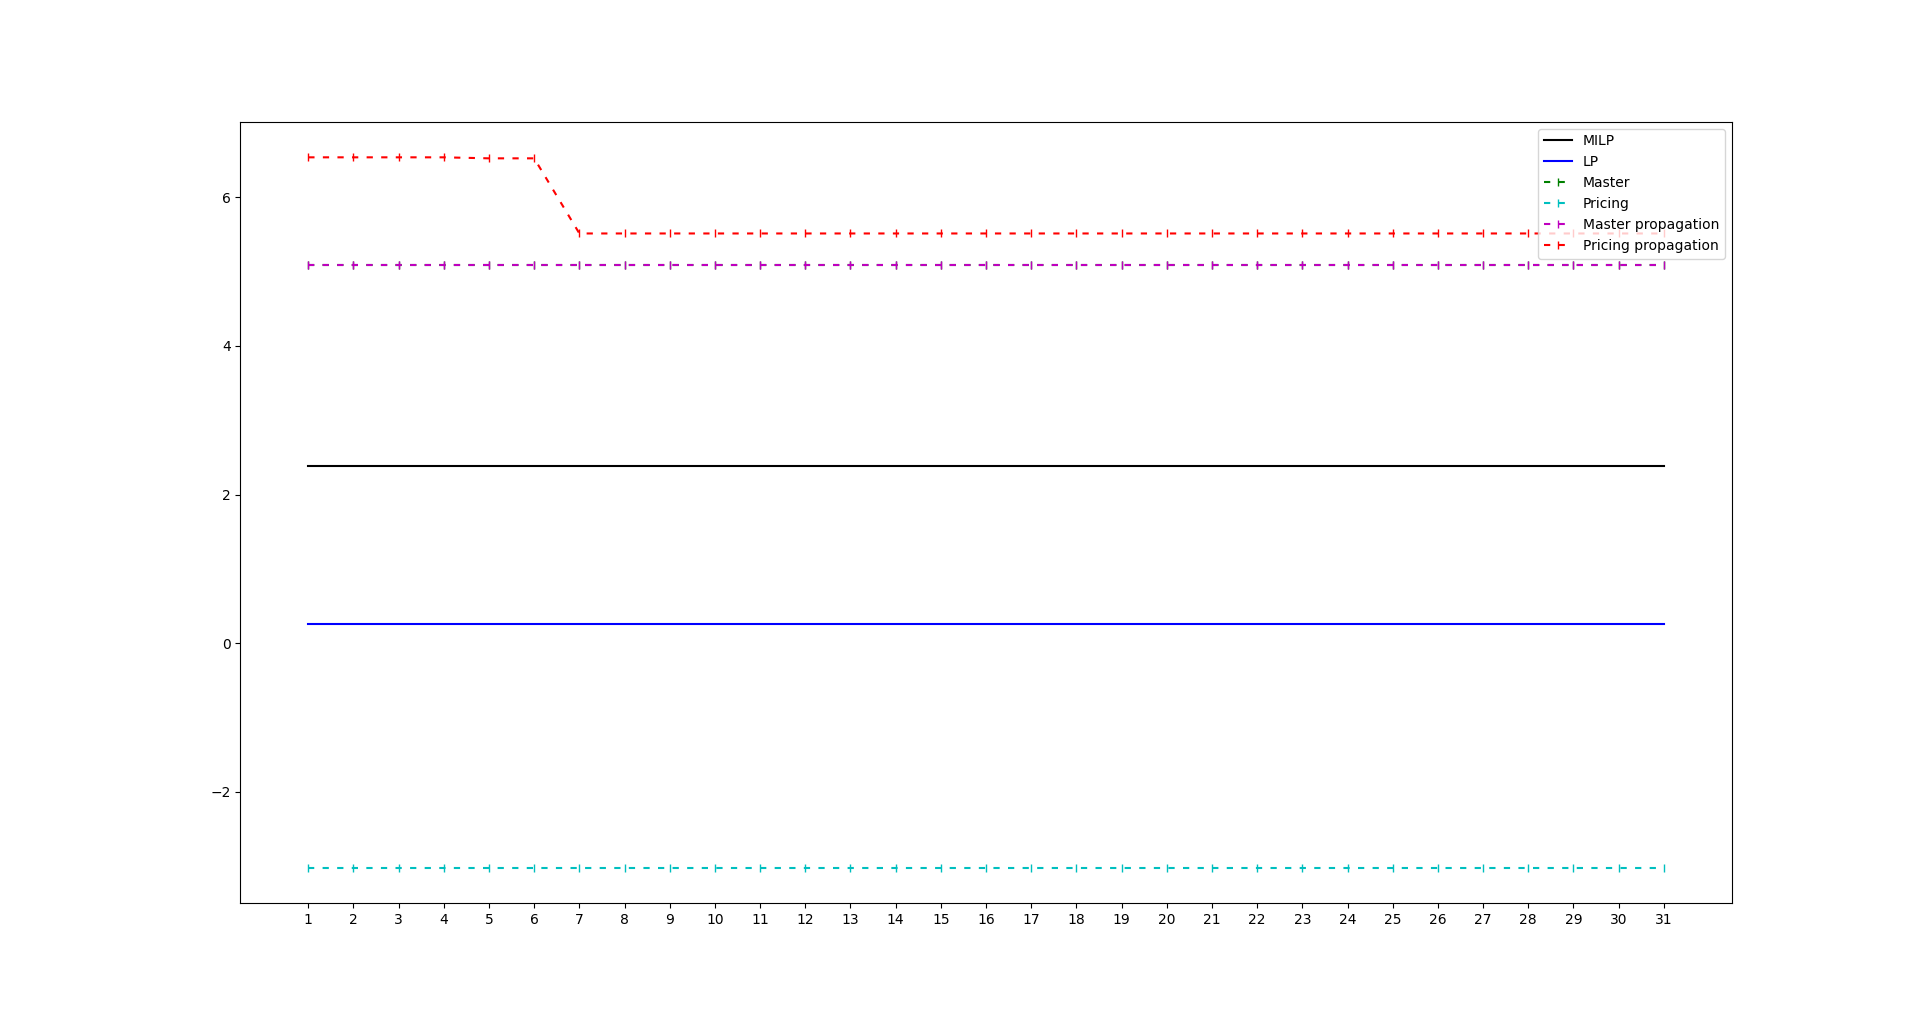 MILP
LP
Master
Pricing
Master propagation
Pricing propagation
6
4
2
0
−2
1 2 3 4 5 6 7 8 9 10 11 12 13 14 15 16 17 18 19 20 21 22 23 24 25 26 27 28 29 30 31